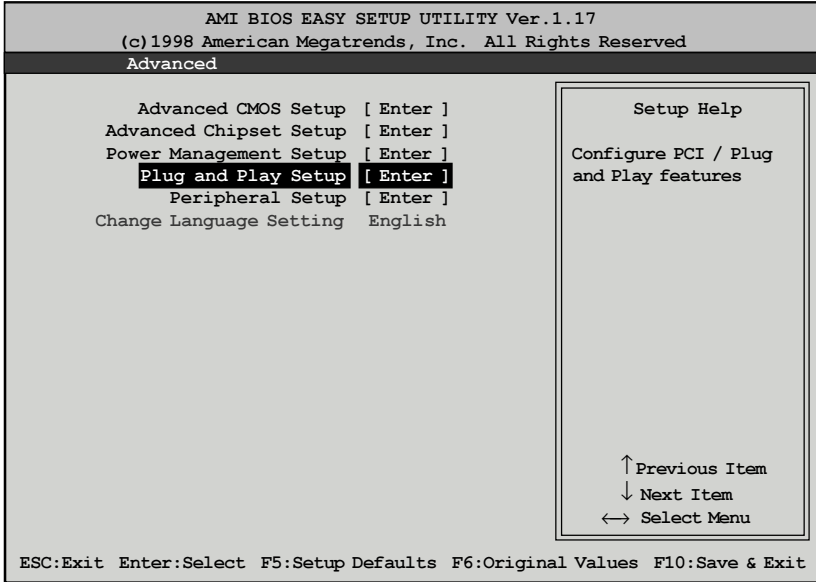 AMI BIOS EASY SETUP UTILITY Ver.1.17
(c)1998 American Megatrends, Inc. All Rights Reserved
Advanced
Advanced CMOS Setup [ Enter ]
Advanced Chipset Setup [ Enter ]
Power Management Setup [ Enter ]
Plug and Play Setup [ Enter ]
Peripheral Setup [ Enter ]
Change Language Setting English
Setup Help
Configure PCI / Plug
and Play features
↑ Previous Item
↓ Next Item
↔ Select Menu
ESC:Exit Enter:Select F5:Setup Defaults F6:Original Values F10:Save & Exit